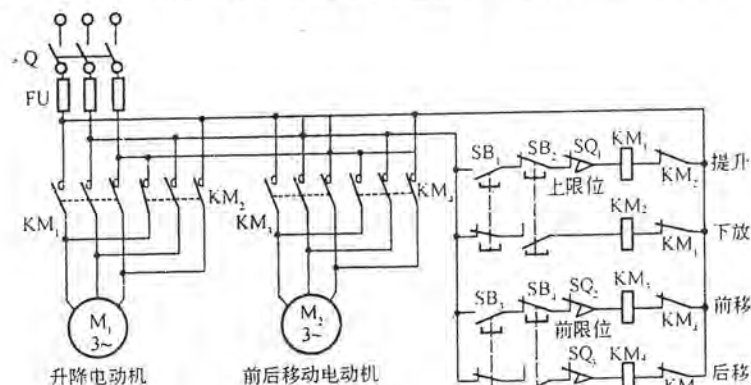 Q
FU
KM₁
KM₂
KM₃
M₁
3~
升降电动机
M₂
3~
前后移动电动机
SB₁
SB₂
SQ₁
KM₁
上限位
KM₂
提升
KM₂
KM₁
下放
SB₃
SB₄
SQ₂
KM₃
前限位
KM₄
前移
SQ₃
KM₄
后移